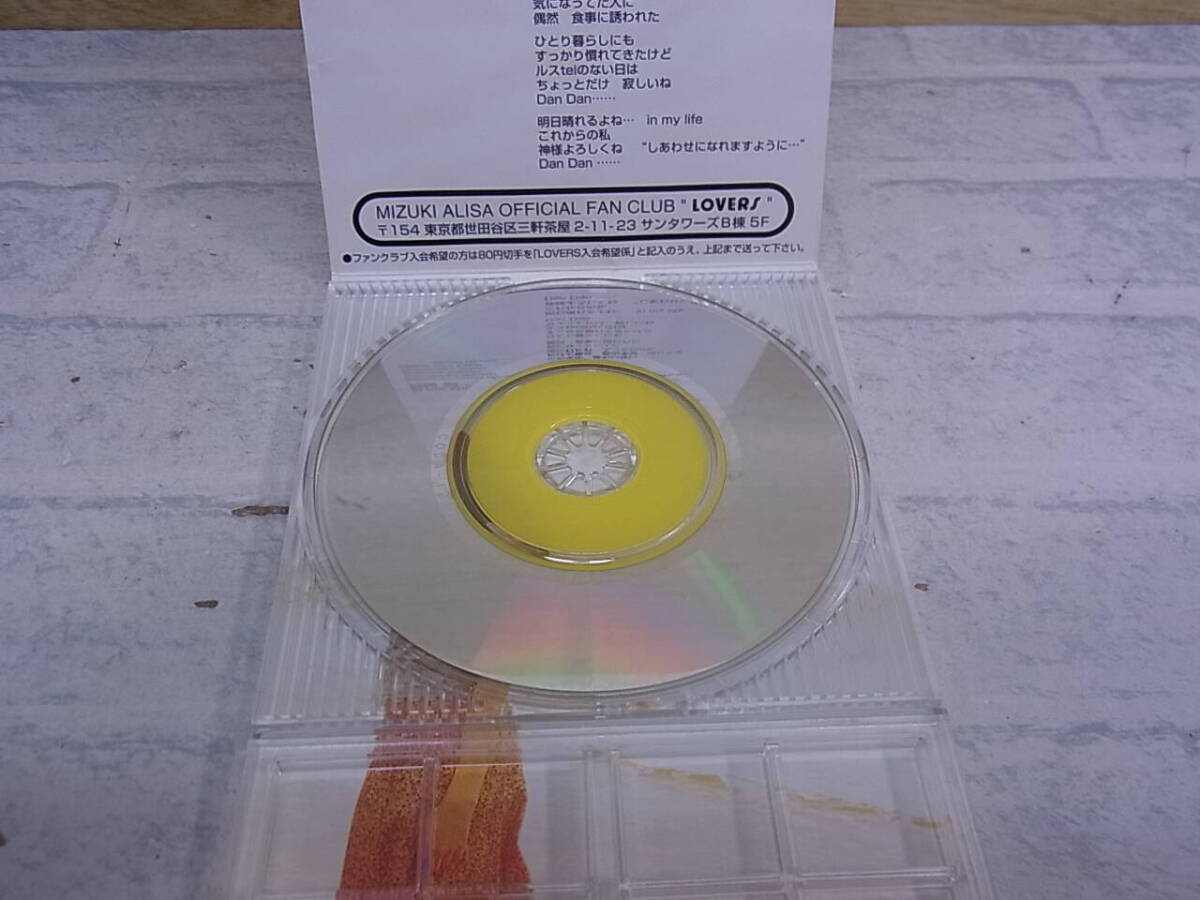 気になってた人に
偶然　食事に誘われた
ひとり暮らしにも
すっかり慣れてきたけど
ルスtelのない日は
ちょっとだけ　寂しいね
Dan Dan……
明日晴れるよね…　in my life
これからの私
神様よろしくね　“しあわせになれますように…”
Dan Dan ……
MIZUKI ALISA OFFICIAL FAN CLUB " LOVERS "
〒154 東京都世田谷区三軒茶屋 2-11-23 サンタワーズB棟 5F
●ファンクラブ入会希望の方は80円切手を「LOVERS入会希望係」と記入のうえ、上記まで送って下さい。